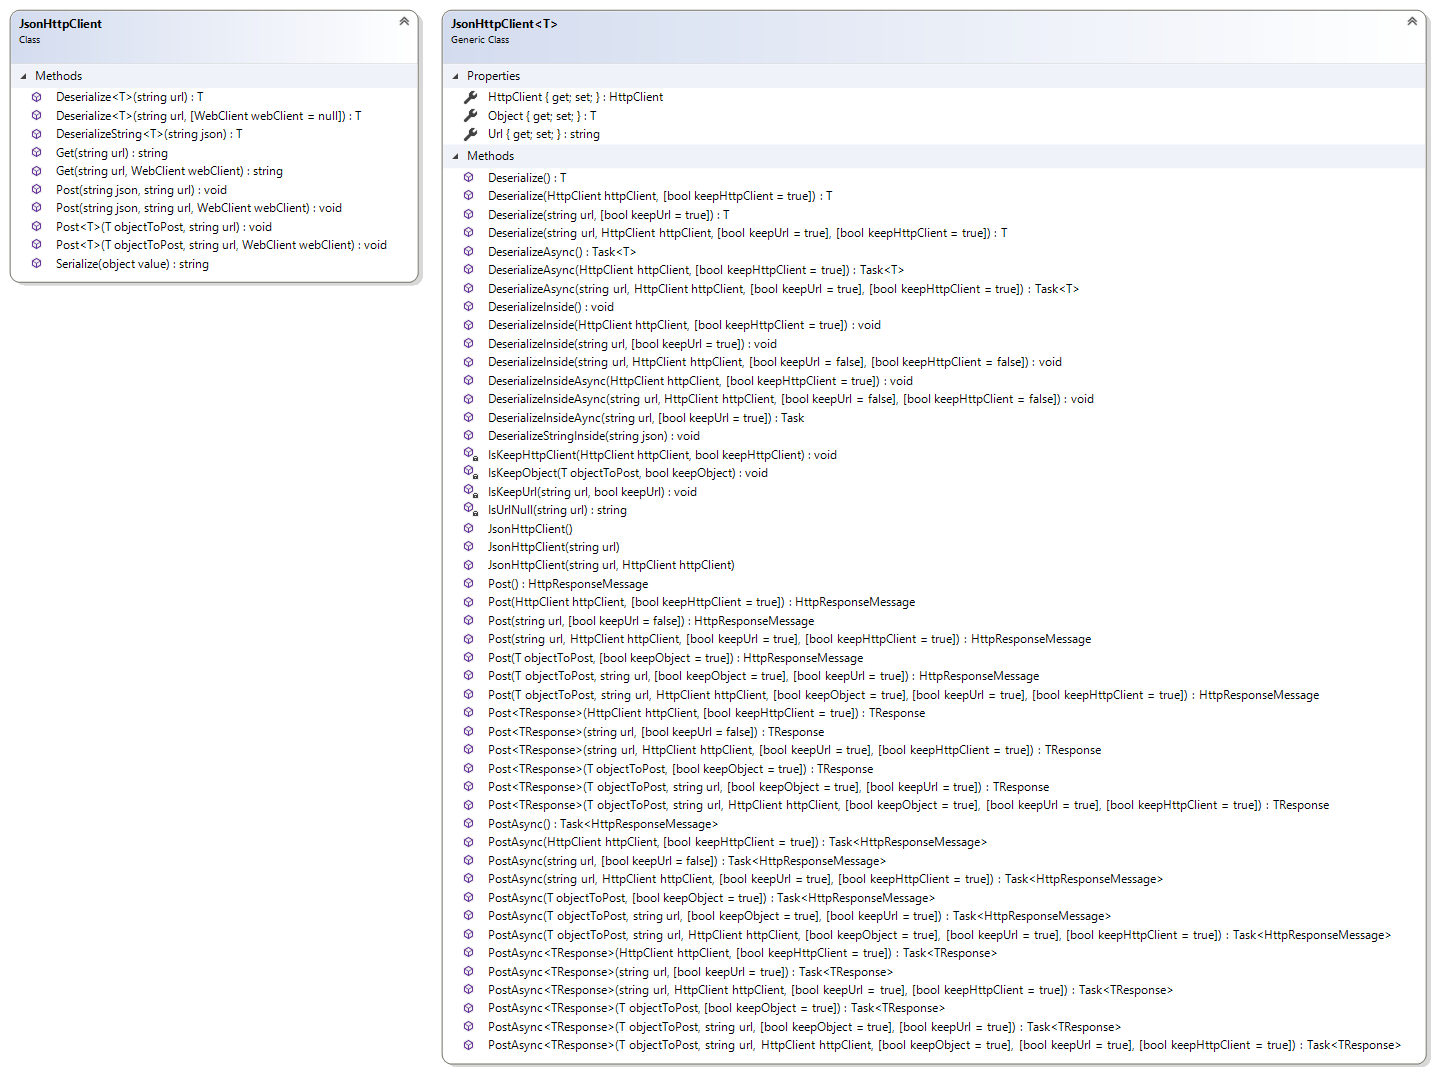 JsonHttpClient
Class
Methods
Deserialize<T>(string url) : T
Deserialize<T>(string url, [WebClient webClient = null]) : T
DeserializeString<T>(string json) : T
Get(string url) : string
Get(string url, WebClient webClient) : string
Post(string json, string url) : void
Post(string json, string url, WebClient webClient) : void
Post<T>(T objectToPost, string url) : void
Post<T>(T objectToPost, string url, WebClient webClient) : void
Serialize(object value) : string
JsonHttpClient<T>
Generic Class
Properties
HttpClient { get; set; } : HttpClient
Object { get; set; } : T
Url { get; set; } : string
Methods
Deserialize() : T
Deserialize(HttpClient httpClient, [bool keepHttpClient = true]) : T
Deserialize(string url, [bool keepUrl = true]) : T
Deserialize(string url, HttpClient httpClient, [bool keepUrl = true], [bool keepHttpClient = true]) : T
DeserializeAsync() : Task<T>
DeserializeAsync(HttpClient httpClient, [bool keepHttpClient = true]) : Task<T>
DeserializeAsync(string url, HttpClient httpClient, [bool keepUrl = true], [bool keepHttpClient = true]) : Task<T>
DeserializeInside() : void
DeserializeInside(HttpClient httpClient, [bool keepHttpClient = true]) : void
DeserializeInside(string url, [bool keepUrl = true]) : void
DeserializeInside(string url, HttpClient httpClient, [bool keepUrl = false], [bool keepHttpClient = false]) : void
DeserializeInsideAsync(HttpClient httpClient, [bool keepHttpClient = true]) : void
DeserializeInsideAsync(string url, HttpClient httpClient, [bool keepUrl = false], [bool keepHttpClient = false]) : void
DeserializeInsideAync(string url, [bool keepUrl = true]) : Task
DeserializeStringInside(string json) : void
IsKeepHttpClient(HttpClient httpClient, bool keepHttpClient) : void
IsKeepObject(T objectToPost, bool keepObject) : void
IsKeepUrl(string url, bool keepUrl) : void
IsUrlNull(string url) : string
JsonHttpClient()
JsonHttpClient(string url)
JsonHttpClient(string url, HttpClient httpClient)
Post() : HttpResponseMessage
Post(HttpClient httpClient, [bool keepHttpClient = true]) : HttpResponseMessage
Post(string url, [bool keepUrl = false]) : HttpResponseMessage
Post(string url, HttpClient httpClient, [bool keepUrl = true], [bool keepHttpClient = true]) : HttpResponseMessage
Post(T objectToPost, [bool keepObject = true]) : HttpResponseMessage
Post(T objectToPost, string url, [bool keepObject = true], [bool keepUrl = true]) : HttpResponseMessage
Post(T objectToPost, string url, HttpClient httpClient, [bool keepObject = true], [bool keepUrl = true], [bool keepHttpClient = true]) : HttpResponseMessage
Post<TResponse>(HttpClient httpClient, [bool keepHttpClient = true]) : TResponse
Post<TResponse>(string url, [bool keepUrl = false]) : TResponse
Post<TResponse>(string url, HttpClient httpClient, [bool keepUrl = true], [bool keepHttpClient = true]) : TResponse
Post<TResponse>(T objectToPost, [bool keepObject = true]) : TResponse
Post<TResponse>(T objectToPost, string url, [bool keepObject = true], [bool keepUrl = true]) : TResponse
Post<TResponse>(T objectToPost, string url, HttpClient httpClient, [bool keepObject = true], [bool keepUrl = true], [bool keepHttpClient = true]) : TResponse
PostAsync() : Task<HttpResponseMessage>
PostAsync(HttpClient httpClient, [bool keepHttpClient = true]) : Task<HttpResponseMessage>
PostAsync(string url, [bool keepUrl = false]) : Task<HttpResponseMessage>
PostAsync(string url, HttpClient httpClient, [bool keepUrl = true], [bool keepHttpClient = true]) : Task<HttpResponseMessage>
PostAsync(T objectToPost, [bool keepObject = true]) : Task<HttpResponseMessage>
PostAsync(T objectToPost, string url, [bool keepObject = true], [bool keepUrl = true]) : Task<HttpResponseMessage>
PostAsync(T objectToPost, string url, HttpClient httpClient, [bool keepObject = true], [bool keepUrl = true], [bool keepHttpClient = true]) : Task<HttpResponseMessage>
PostAsync<TResponse>(HttpClient httpClient, [bool keepHttpClient = true]) : Task<TResponse>
PostAsync<TResponse>(string url, [bool keepUrl = true]) : Task<TResponse>
PostAsync<TResponse>(string url, HttpClient httpClient, [bool keepUrl = true], [bool keepHttpClient = true]) : Task<TResponse>
PostAsync<TResponse>(T objectToPost, [bool keepObject = true]) : Task<TResponse>
PostAsync<TResponse>(T objectToPost, string url, [bool keepObject = true], [bool keepUrl = true]) : Task<TResponse>
PostAsync<TResponse>(T objectToPost, string url, HttpClient httpClient, [bool keepObject = true], [bool keepUrl = true], [bool keepHttpClient = true]) : Task<TResponse>